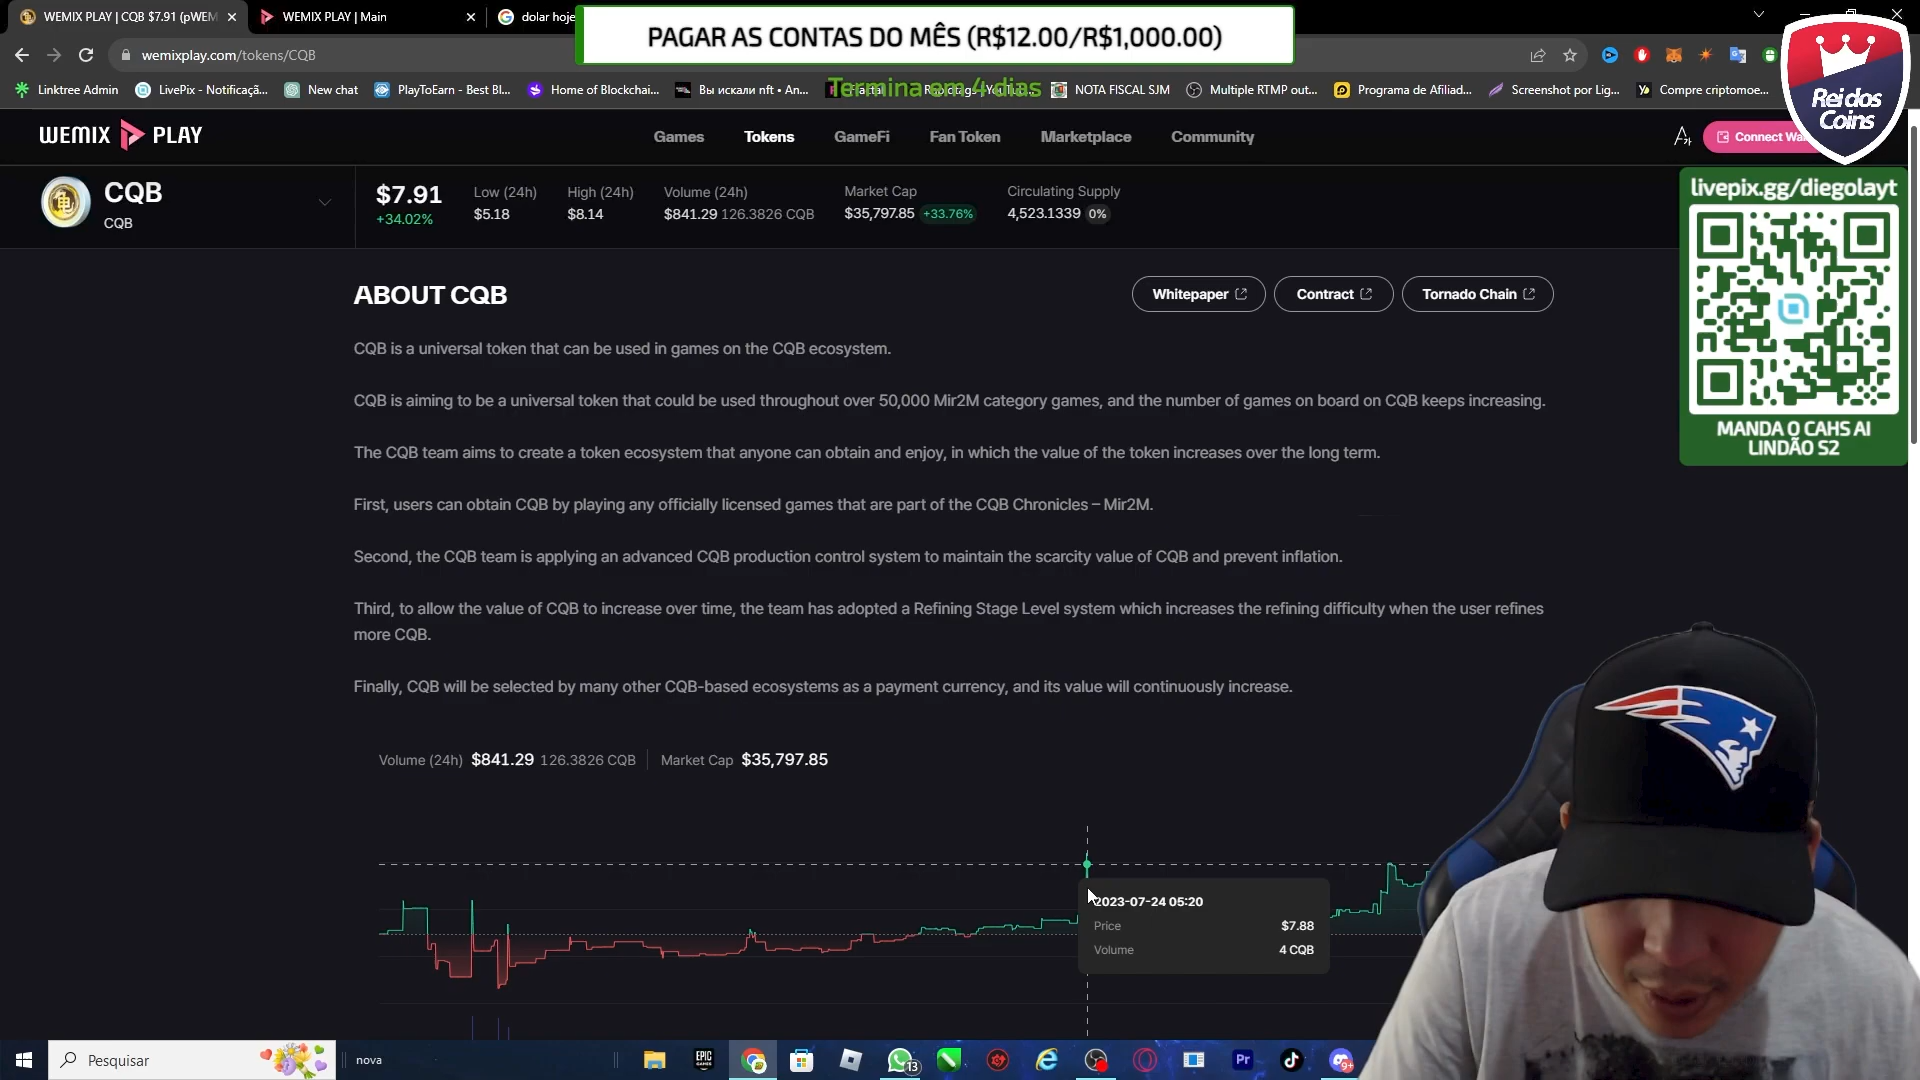 WEMIX PLAY | CQB $7.91 (pWEM
WEMIX PLAY | Main
dolar hoje
PAGAR AS CONTAS DO MÊS (R$12.00/R$1,000.00)
wemixplay.com/tokens/CQB
Termina em 4 dias
Linktree Admin
LivePix - Notificaçã...
New chat
PlayToEarn - Best Bl...
Home of Blockchai...
Вы искали nft • An...
NOTA FISCAL SJM
Multiple RTMP out...
Programa de Afiliad...
Screenshot por Lig...
Compre criptomoe...
Rei dos
Coins
WEMIX PLAY
Games
Tokens
GameFi
Fan Token
Marketplace
Community
Connect Wa
CQB
CQB
$7.91
+34.02%
Low (24h)
$5.18
High (24h)
$8.14
Volume (24h)
$841.29 126.3826 CQB
Market Cap
$35,797.85 +33.76%
Circulating Supply
4,523.1339 0%
livepix.gg/diegolayt
MANDA O CAHS AI
LINDÃO S2
ABOUT CQB
Whitepaper
Contract
Tornado Chain
CQB is a universal token that can be used in games on the CQB ecosystem.
CQB is aiming to be a universal token that could be used throughout over 50,000 Mir2M category games, and the number of games on board on CQB keeps increasing.
The CQB team aims to create a token ecosystem that anyone can obtain and enjoy, in which the value of the token increases over the long term.
First, users can obtain CQB by playing any officially licensed games that are part of the CQB Chronicles – Mir2M.
Second, the CQB team is applying an advanced CQB production control system to maintain the scarcity value of CQB and prevent inflation.
Third, to allow the value of CQB to increase over time, the team has adopted a Refining Stage Level system which increases the refining difficulty when the user refines
more CQB.
Finally, CQB will be selected by many other CQB-based ecosystems as a payment currency, and its value will continuously increase.
Volume (24h) $841.29 126.3826 CQB
Market Cap $35,797.85
2023-07-24 05:20
Price $7.88
Volume 4 CQB
Pesquisar
nova
EPIC
GAMES
13
Pr
9+